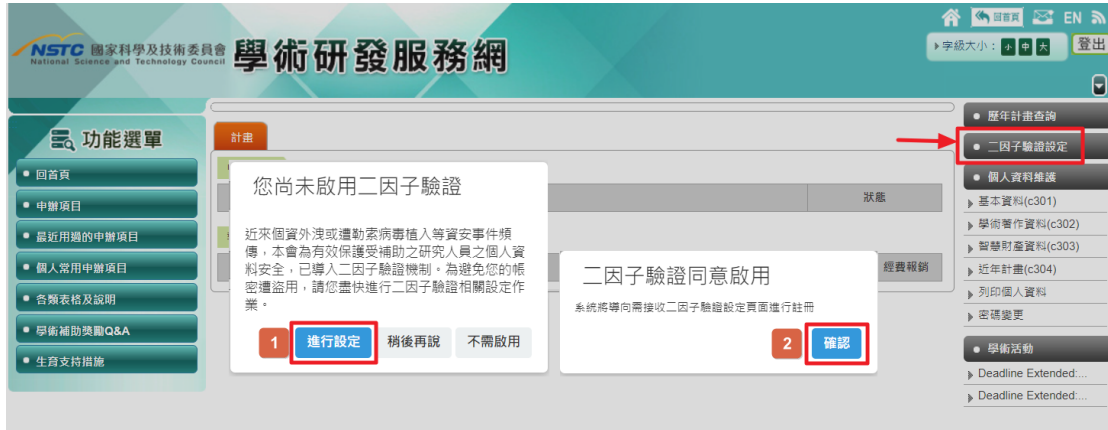 NSTC 國家科學及技術委員會
National Science and Technology Council
學術研發服務網
回首頁 EN
字級大小： 小 中 大 登出
功能選單
回首頁
申辦項目
最近用過的申辦項目
個人常用申辦項目
各類表格及說明
學術補助獎勵Q&A
生育支持措施
計畫
狀態
經費報銷
您尚未啟用二因子驗證
近來個資外洩或遭勒索病毒植入等資安事件頻
傳，本會為有效保護受補助之研究人員之個人資
料安全，已導入二因子驗證機制。為避免您的帳
密遭盜用，請您盡快進行二因子驗證相關設定作
業。
1 進行設定 稍後再說 不需啟用
二因子驗證同意啟用
系統將導向需接收二因子驗證設定頁面進行註冊
2 確認
歷年計畫查詢
二因子驗證設定
個人資料維護
基本資料(c301)
學術著作資料(c302)
智慧財產資料(c303)
近年計畫(c304)
列印個人資料
密碼變更
學術活動
Deadline Extended:...
Deadline Extended:...